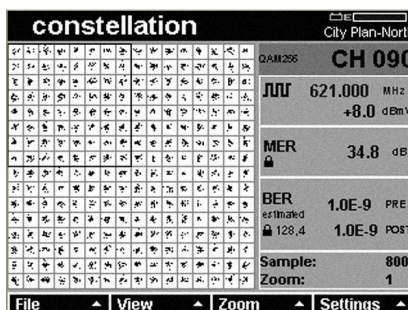 constellation
E
City Plan-North
QAM256 CH 090
621.000 MHz
+8.0 dBmV
MER 34.8 dB
BER
estimated
1.0E-9 PRE
128,4 1.0E-9 POST
Sample: 800
Zoom: 1
File View Zoom Settings